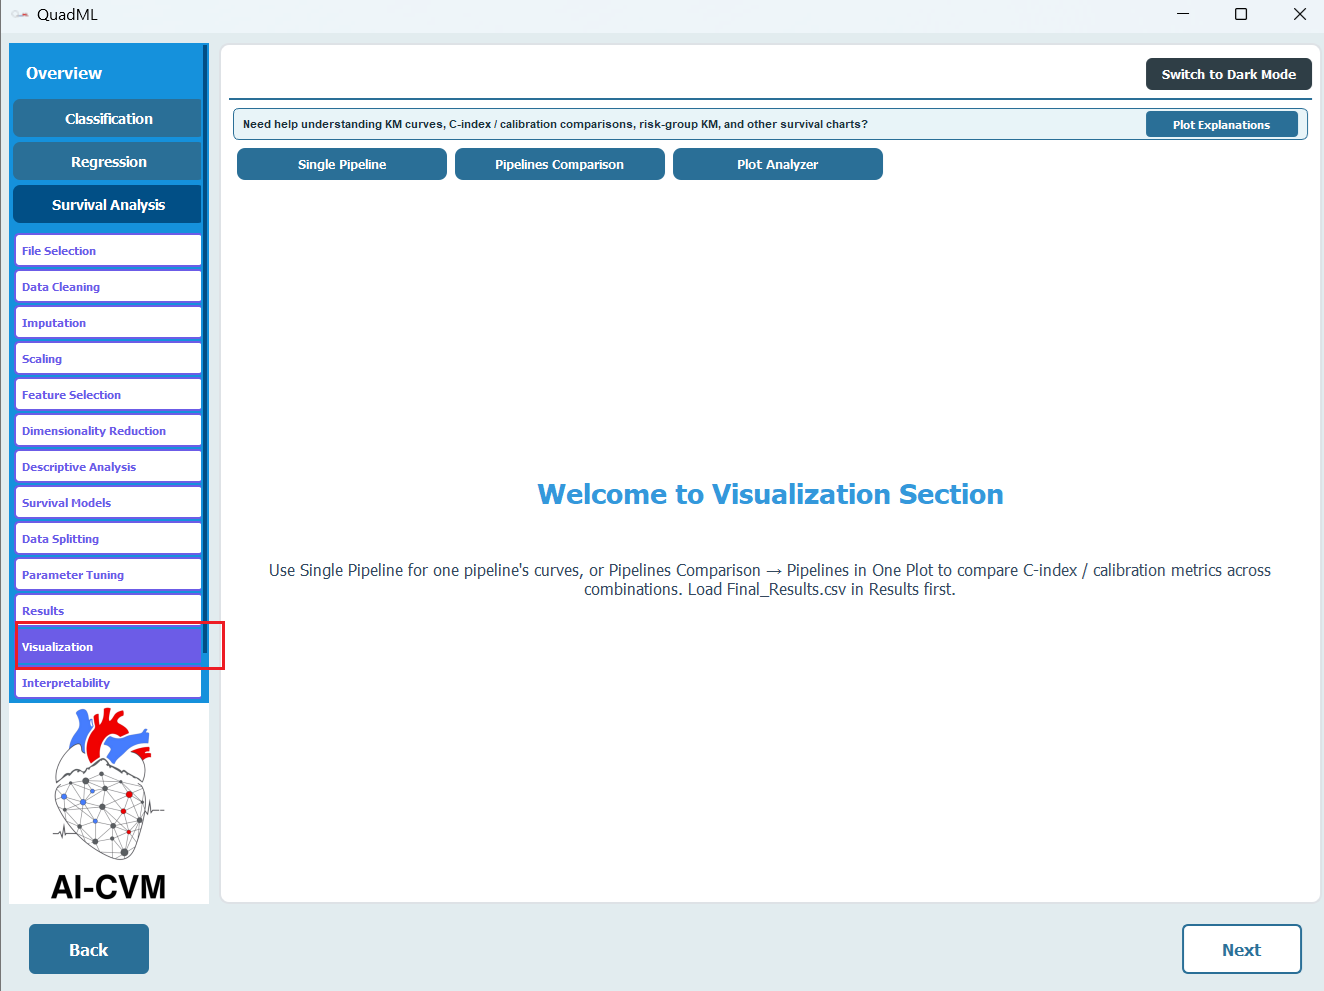 QuadML
Overview
Classification
Regression
Survival Analysis
File Selection
Data Cleaning
Imputation
Scaling
Feature Selection
Dimensionality Reduction
Descriptive Analysis
Survival Models
Data Splitting
Parameter Tuning
Results
Visualization
Interpretability
AI-CVM
Switch to Dark Mode
Need help understanding KM curves, C-index / calibration comparisons, risk-group KM, and other survival charts?
Plot Explanations
Single Pipeline
Pipelines Comparison
Plot Analyzer
Welcome to Visualization Section
Use Single Pipeline for one pipeline's curves, or Pipelines Comparison → Pipelines in One Plot to compare C-index / calibration metrics across
combinations. Load Final_Results.csv in Results first.
Back
Next